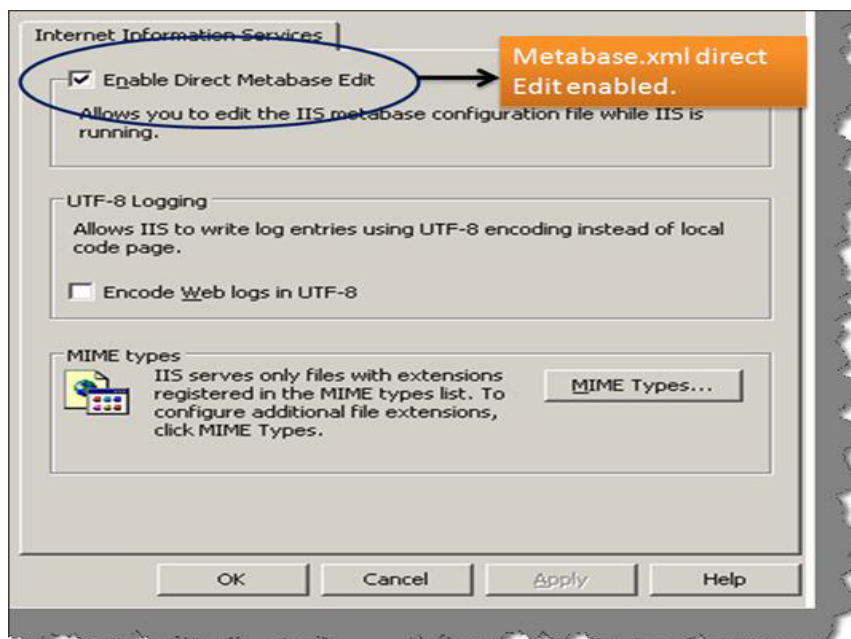 Internet Information Services
Metabase.xml direct
Edit enabled.
Enable Direct Metabase Edit
Allows you to edit the IIS metabase configuration file while IIS is
running.
UTF-8 Logging
Allows IIS to write log entries using UTF-8 encoding instead of local
code page.
Encode Web logs in UTF-8
MIME types
IIS serves only files with extensions
registered in the MIME types list. To
configure additional file extensions,
click MIME Types.
MIME Types...
OK
Cancel
Apply
Help